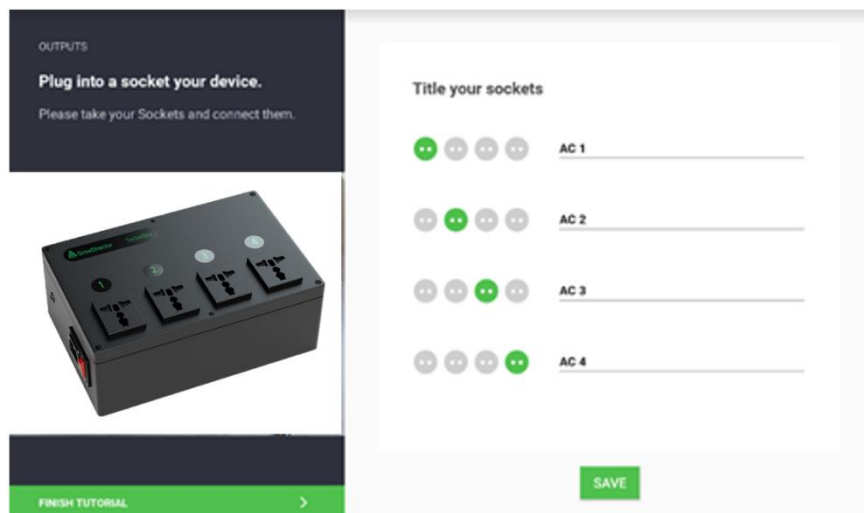 OUTPUTS
Plug into a socket your device.
Please take your Sockets and connect them.
GrowDirector
1
2
3
4
FINISH TUTORIAL
Title your sockets
AC 1
AC 2
AC 3
AC 4
SAVE